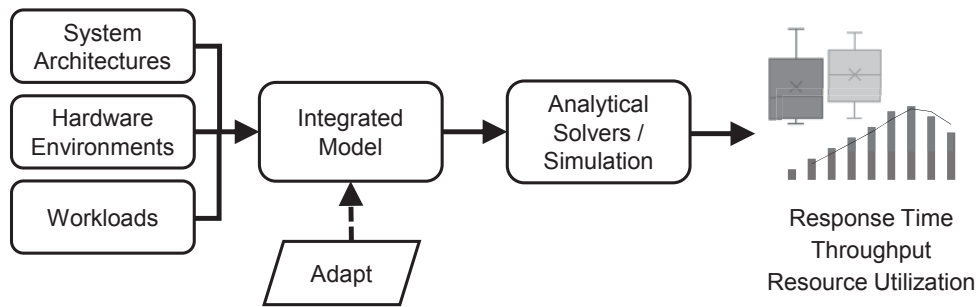 System
Architectures
Hardware
Environments
Workloads
Integrated
Model
Adapt
Analytical
Solvers /
Simulation
Response Time
Throughput
Resource Utilization